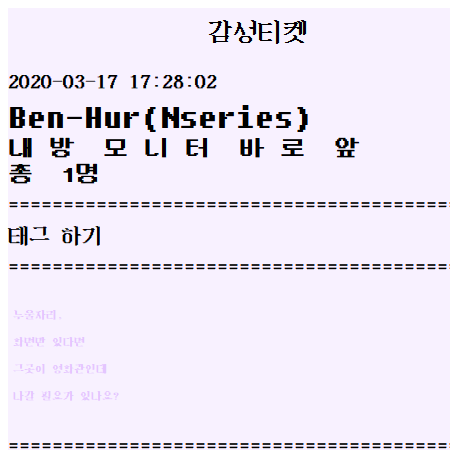 감성티켓
2020-03-17 17:28:02
Ben-Hur(Nseries)
내 방 모 니 터 바 로 앞
총 1명
========================================
태그 하기
========================================
누울자리.
화면만 있다면
그곳이 영화관인데
나갈 필요가 있나요?
========================================